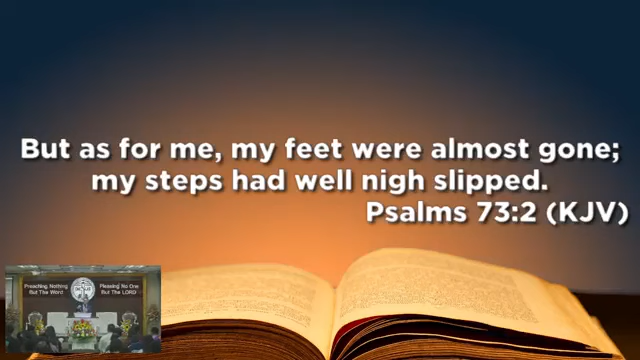 But as for me, my feet were almost gone;
my steps had well nigh slipped.
Psalms 73:2 (KJV)
Preaching Nothing
But The Word
Pleasing No One
But The LORD